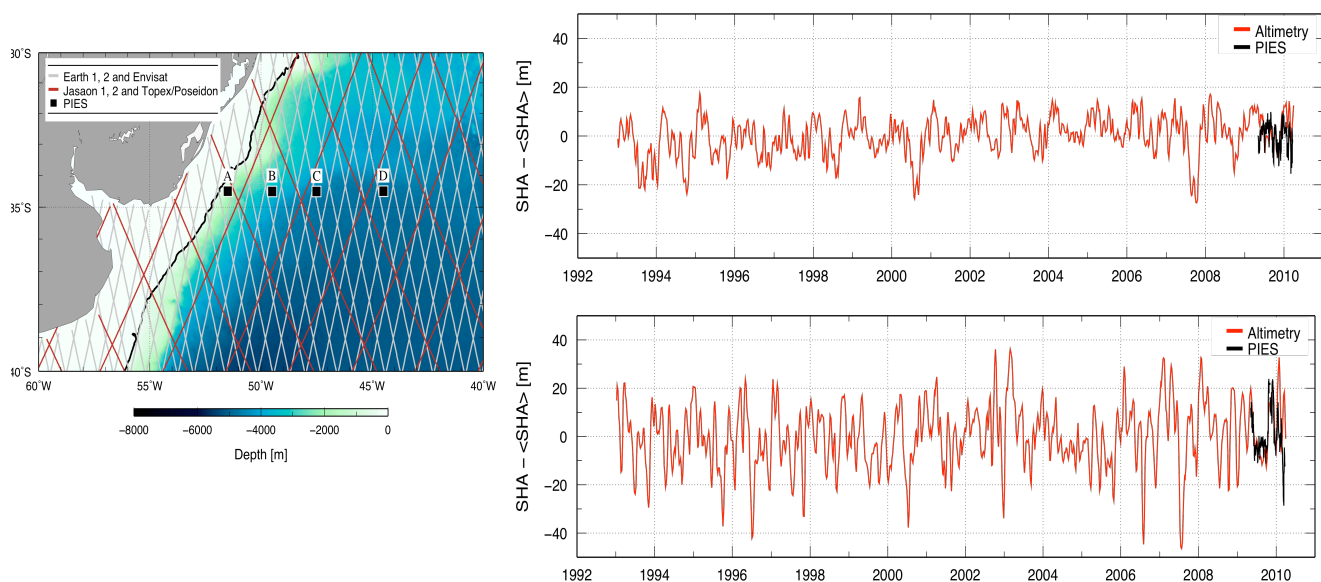 30°S
Earth 1, 2 and Envisat
Jasaon 1, 2 and Topex/Poseidon
PIES
A
B
C
D
35°S
40°S
60°W
55°W
50°W
45°W
40°W
−8000 −6000 −4000 −2000 0
Depth [m]
SHA − <SHA> [m]
Altimetry
PIES
40
20
0
−20
−40
1992 1994 1996 1998 2000 2002 2004 2006 2008 2010
SHA − <SHA> [m]
Altimetry
PIES
40
20
0
−20
−40
1992 1994 1996 1998 2000 2002 2004 2006 2008 2010